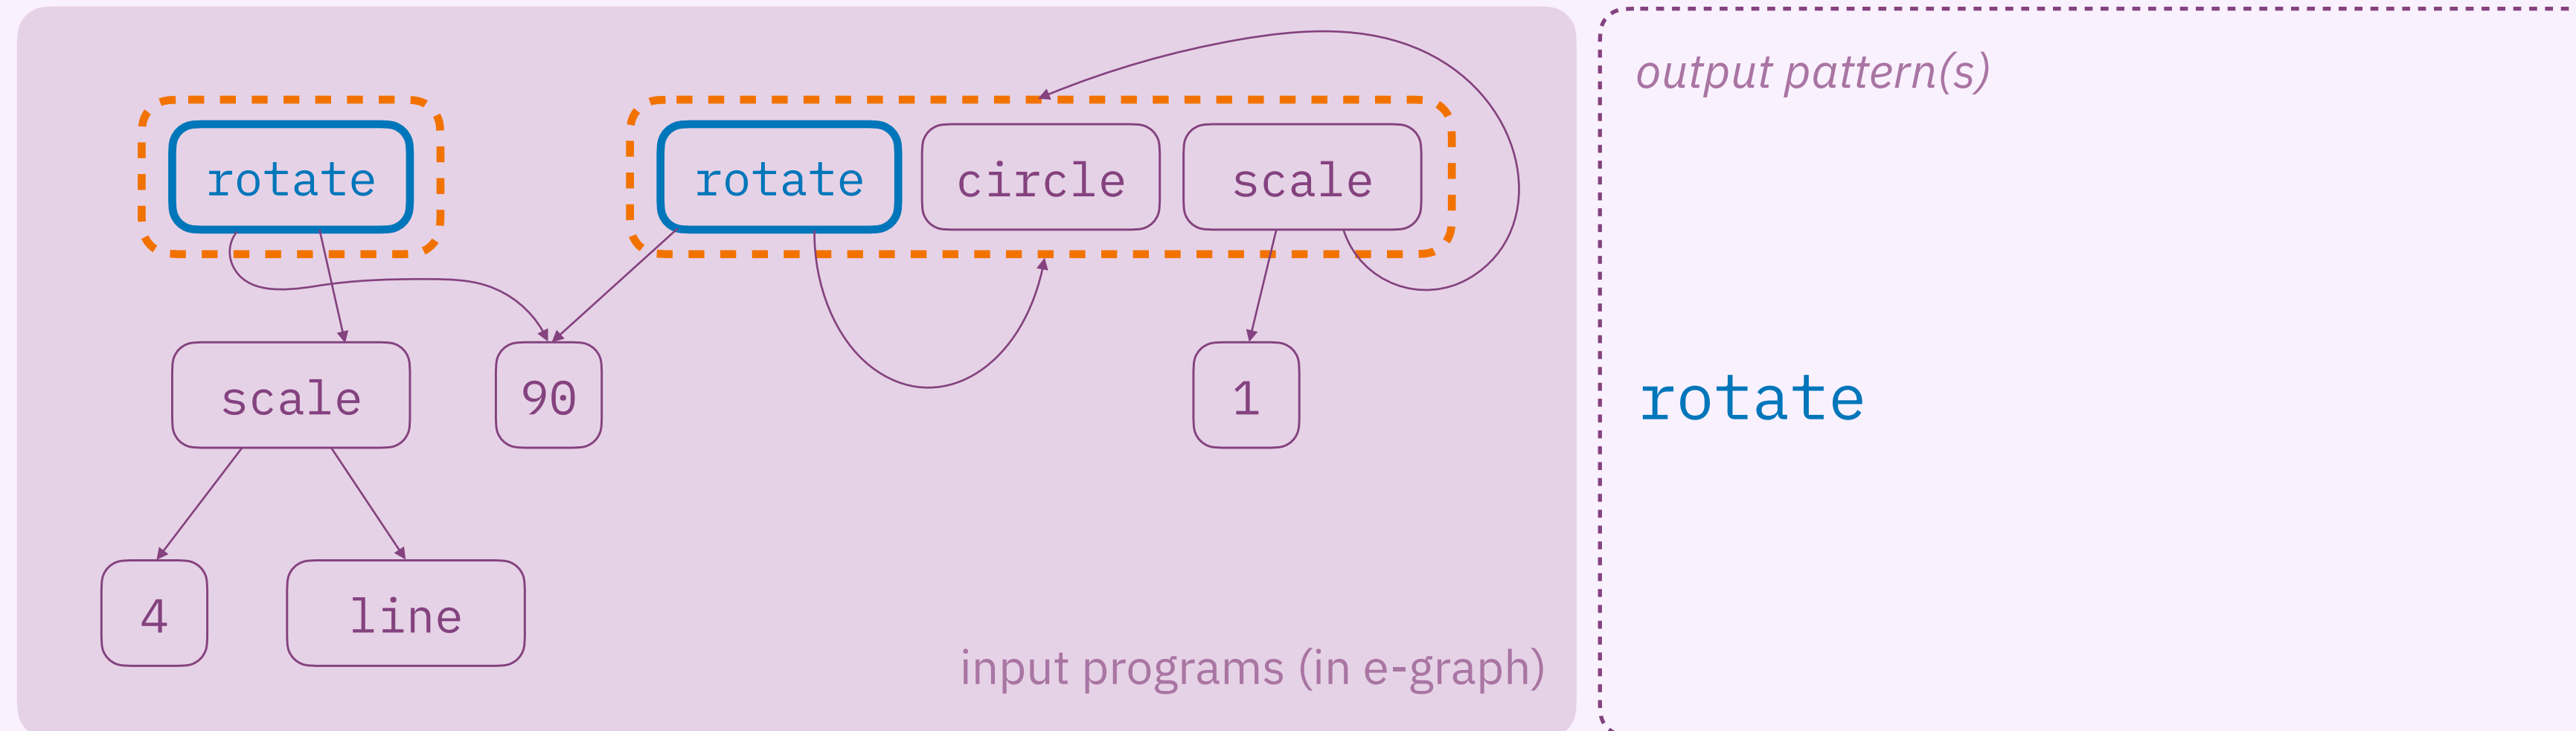 output pattern(s)
rotate
rotate
circle
scale
scale
90
1
rotate
4
line
input programs (in e-graph)